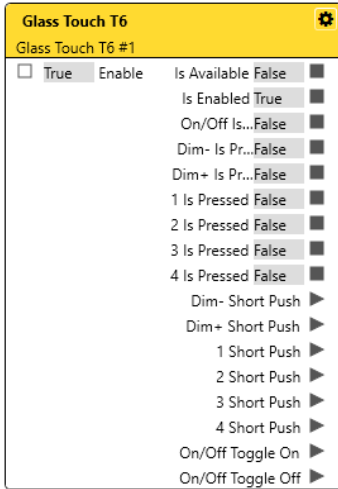 Glass Touch T6
Glass Touch T6 #1
True Enable Is Available False
Is Enabled True
On/Off Is...False
Dim- Is Pr...False
Dim+ Is Pr...False
1 Is Pressed False
2 Is Pressed False
3 Is Pressed False
4 Is Pressed False
Dim- Short Push
Dim+ Short Push
1 Short Push
2 Short Push
3 Short Push
4 Short Push
On/Off Toggle On
On/Off Toggle Off